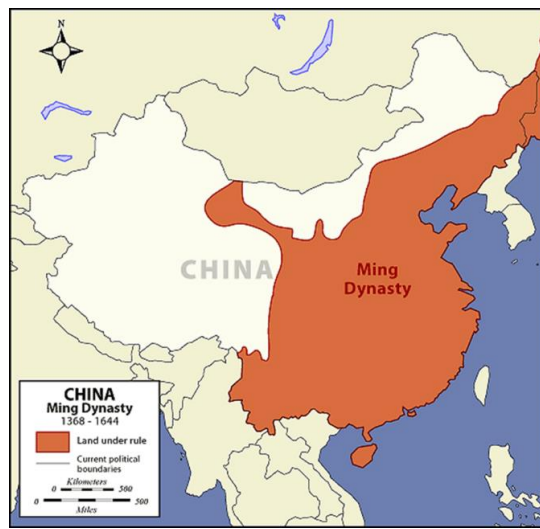 N
CHINA
Ming
Dynasty
CHINA
Ming Dynasty
1368 - 1644
Land under rule
Current political
boundaries
Kilometers
0 500
0 500
Miles